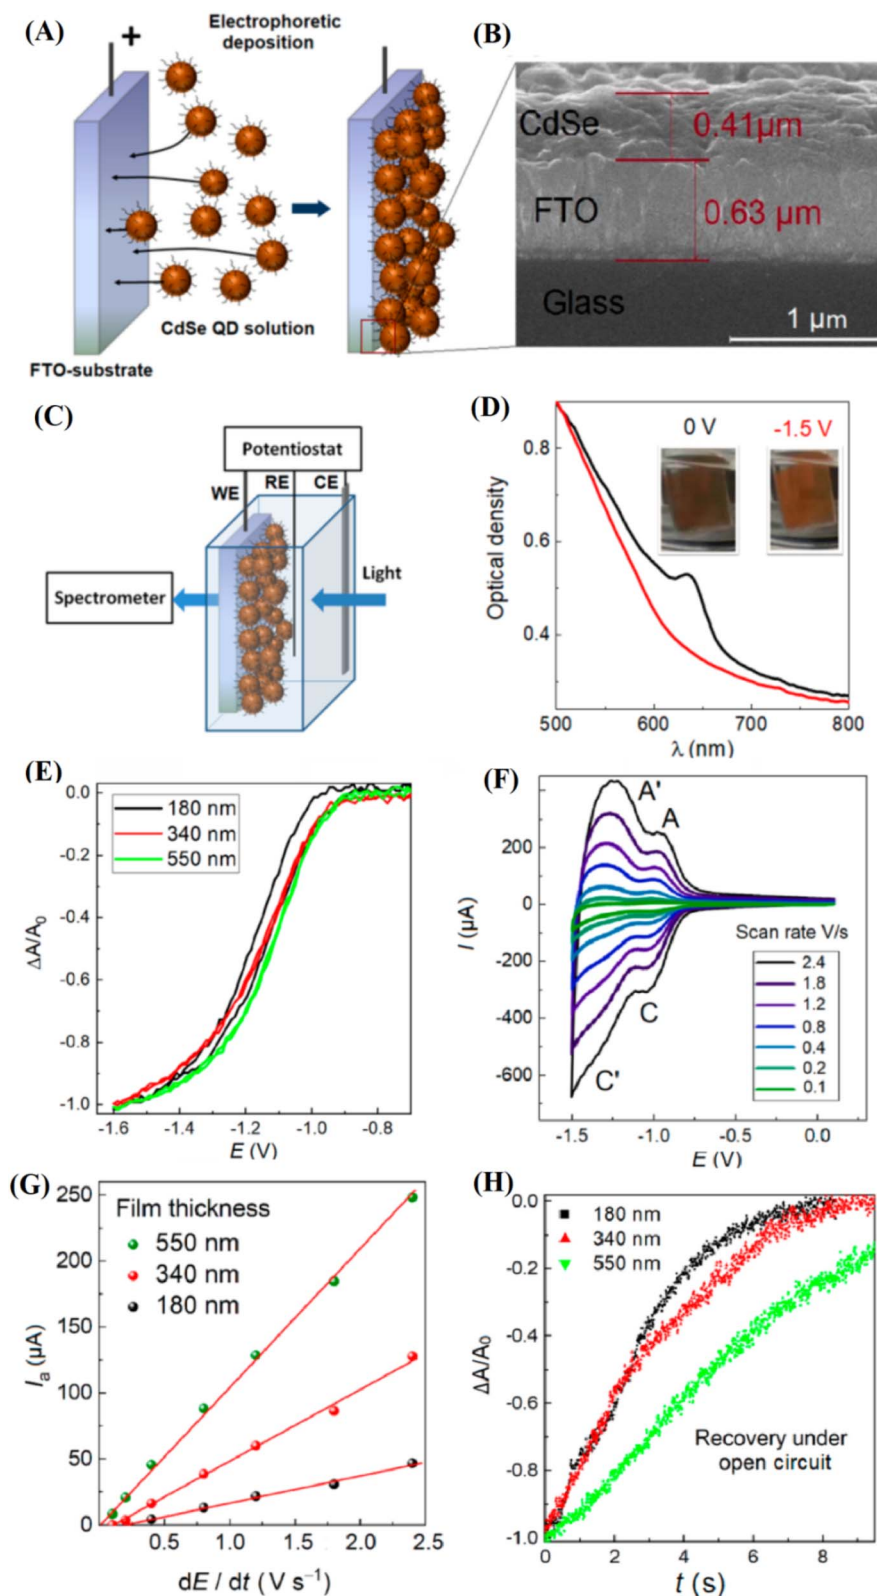 (A)
Electrophoretic
deposition
+
CdSe QD solution
FTO-substrate
(B)
CdSe
0.41µm
FTO
0.63 µm
Glass
1 µm
(C)
Potentiostat
WE
RE
CE
Light
Spectrometer
(D)
0 V
-1.5 V
Optical density
0.8
0.6
0.4
500
600
700
800
λ (nm)
(E)
180 nm
340 nm
550 nm
ΔA/A0
0.0
-0.2
-0.4
-0.6
-0.8
-1.0
-1.6
-1.4
-1.2
-1.0
-0.8
E (V)
(F)
A'
A
C
C'
I (µA)
400
200
0
-200
-400
-600
Scan rate V/s
2.4
1.8
1.2
0.8
0.4
0.2
0.1
-1.5
-1.0
-0.5
0.0
E (V)
(G)
Film thickness
550 nm
340 nm
180 nm
Ia (µA)
250
200
150
100
50
0
0.5
1.0
1.5
2.0
2.5
dE / dt (V s⁻¹)
(H)
180 nm
340 nm
550 nm
ΔA/A0
0.0
-0.2
-0.4
-0.6
-0.8
-1.0
Recovery under
open circuit
0
2
4
6
8
t (s)